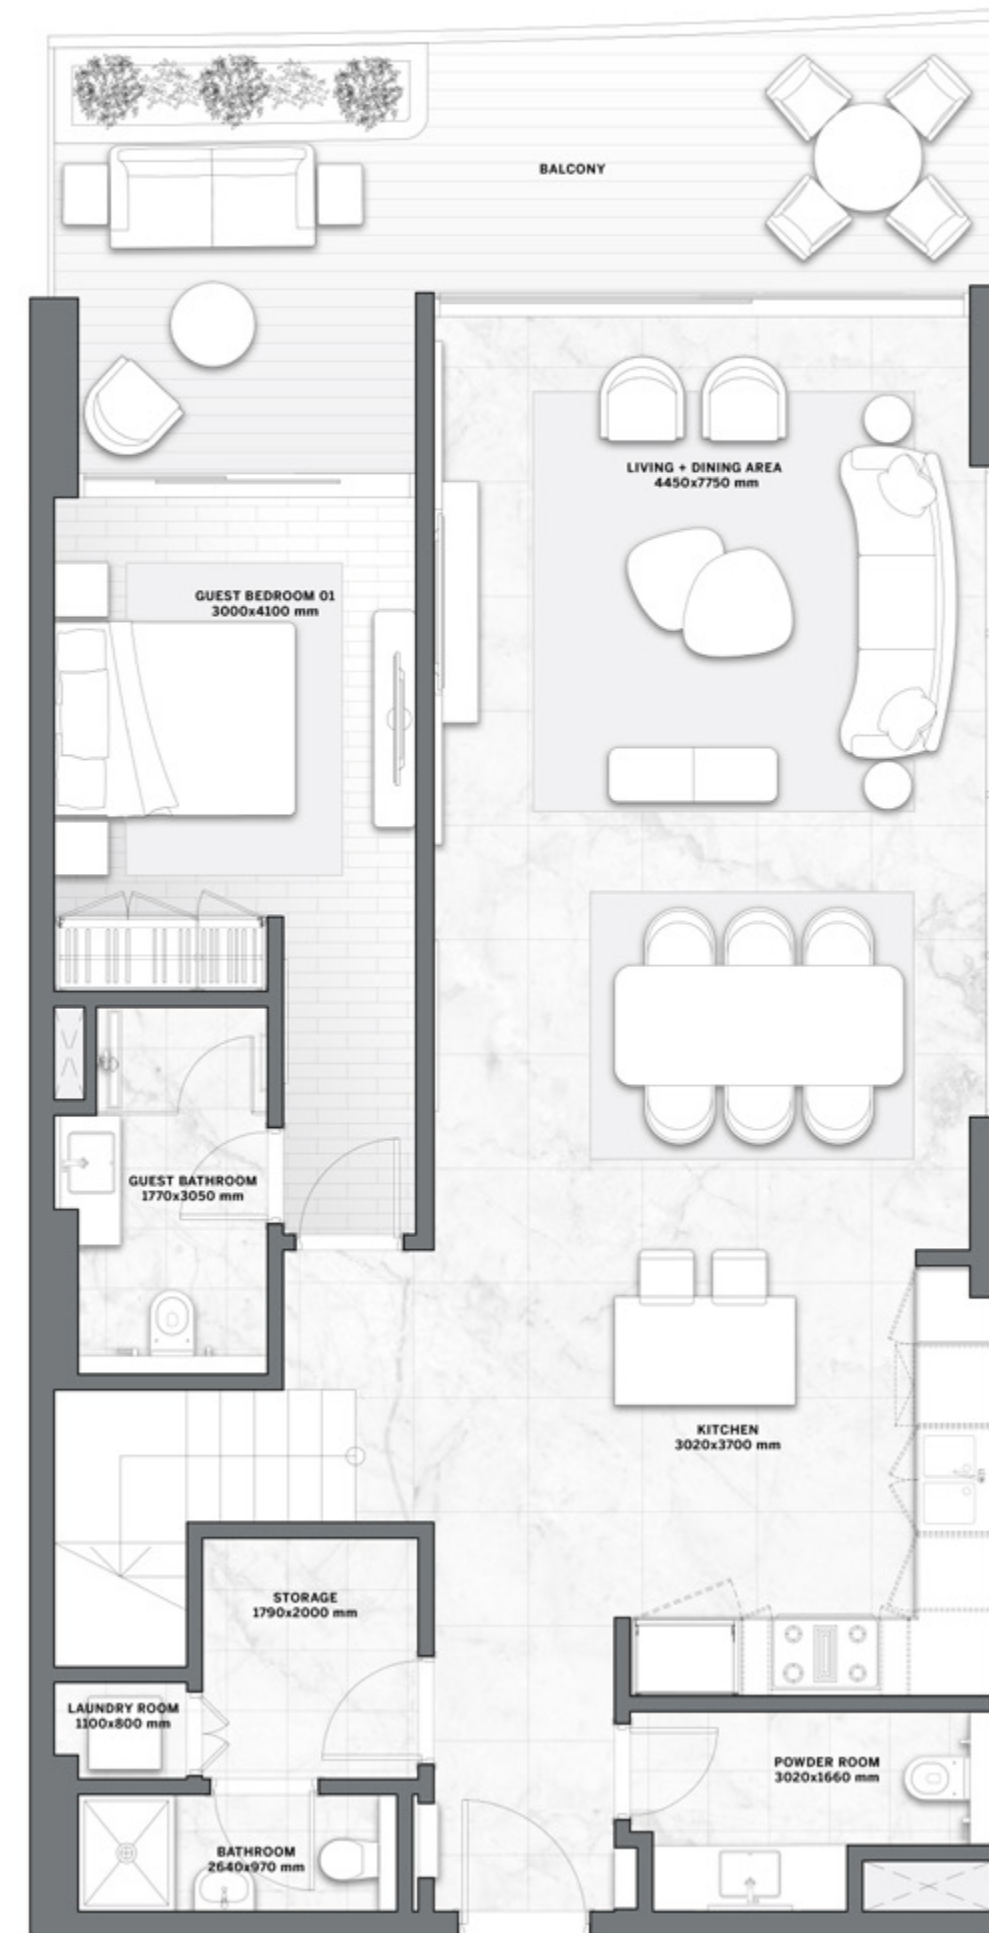 BALCONY
LIVING + DINING AREA
4450x7750 mm
GUEST BEDROOM 01
3000x4100 mm
GUEST BATHROOM
1770x3050 mm
KITCHEN
3020x3700 mm
STORAGE
1790x2000 mm
LAUNDRY ROOM
1100x800 mm
POWDER ROOM
3020x1660 mm
BATHROOM
2640x970 mm